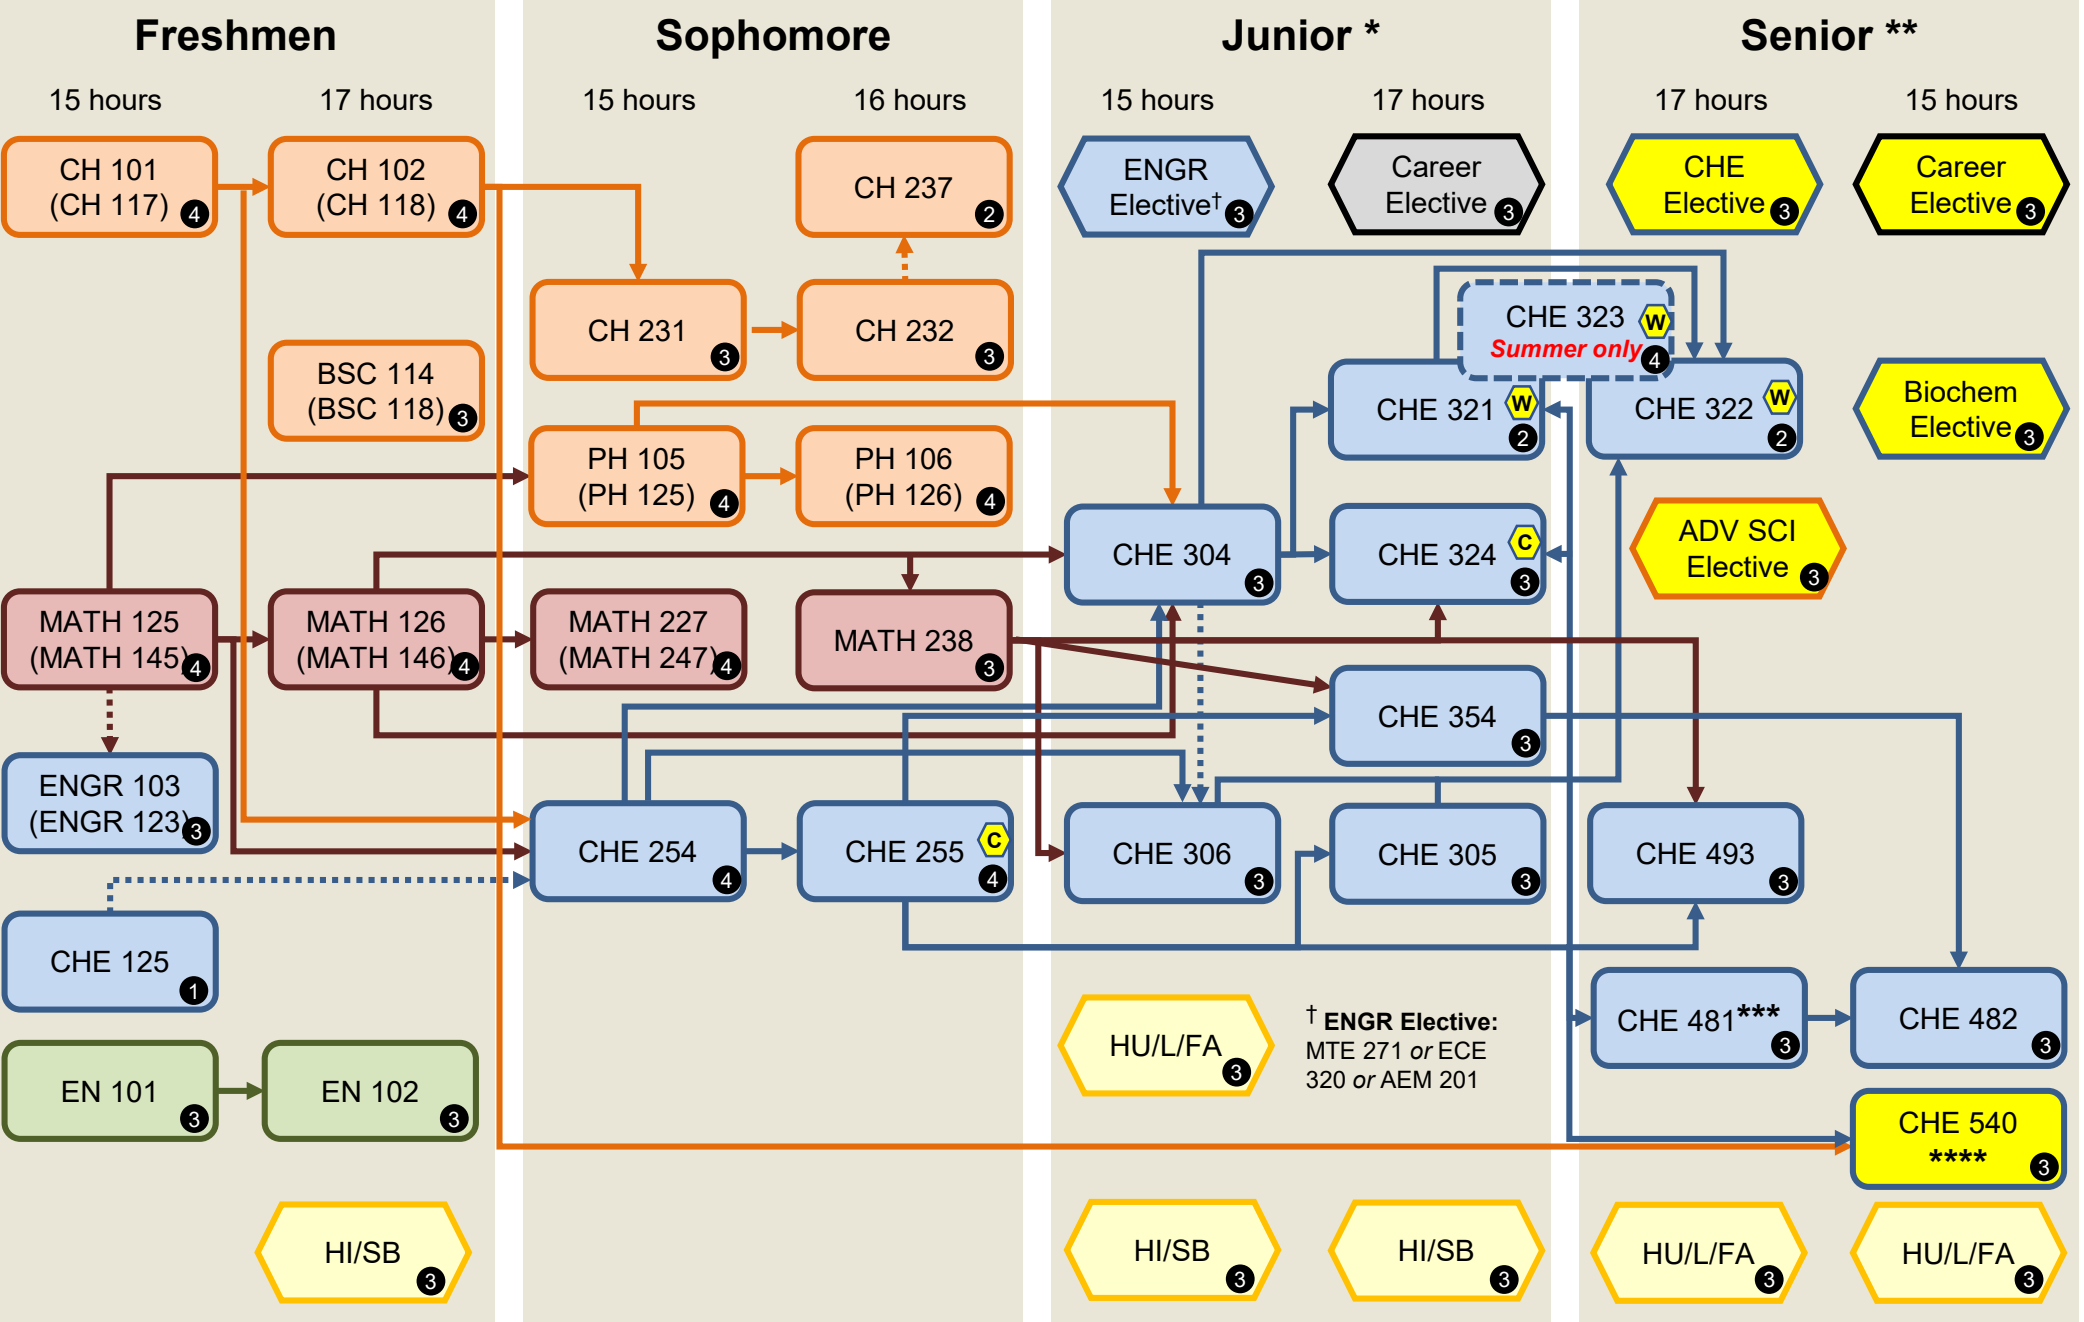 Freshmen
Sophomore
Junior *
Senior **
15 hours
17 hours
15 hours
16 hours
15 hours
17 hours
17 hours
15 hours
CH 101
(CH 117)
4
CH 102
(CH 118)
4
CH 237
2
ENGR
Elective†
3
Career
Elective
3
CHE
Elective
3
Career
Elective
3
BSC 114
(BSC 118)
3
CH 231
3
CH 232
3
CHE 323
W
Summer only
4
CHE 321
W
2
CHE 322
W
2
Biochem
Elective
3
PH 105
(PH 125)
4
PH 106
(PH 126)
4
CHE 304
3
CHE 324
C
3
ADV SCI
Elective
3
MATH 125
(MATH 145)
4
MATH 126
(MATH 146)
4
MATH 227
(MATH 247)
4
MATH 238
3
CHE 354
3
ENGR 103
(ENGR 123)
3
CHE 254
4
CHE 255
C
4
CHE 306
3
CHE 305
3
CHE 493
3
CHE 125
1
HU/L/FA
3
† ENGR Elective:
MTE 271 or ECE
320 or AEM 201
CHE 481***
3
CHE 482
3
EN 101
3
EN 102
3
CHE 540
****
3
HI/SB
3
HI/SB
3
HI/SB
3
HU/L/FA
3
HU/L/FA
3